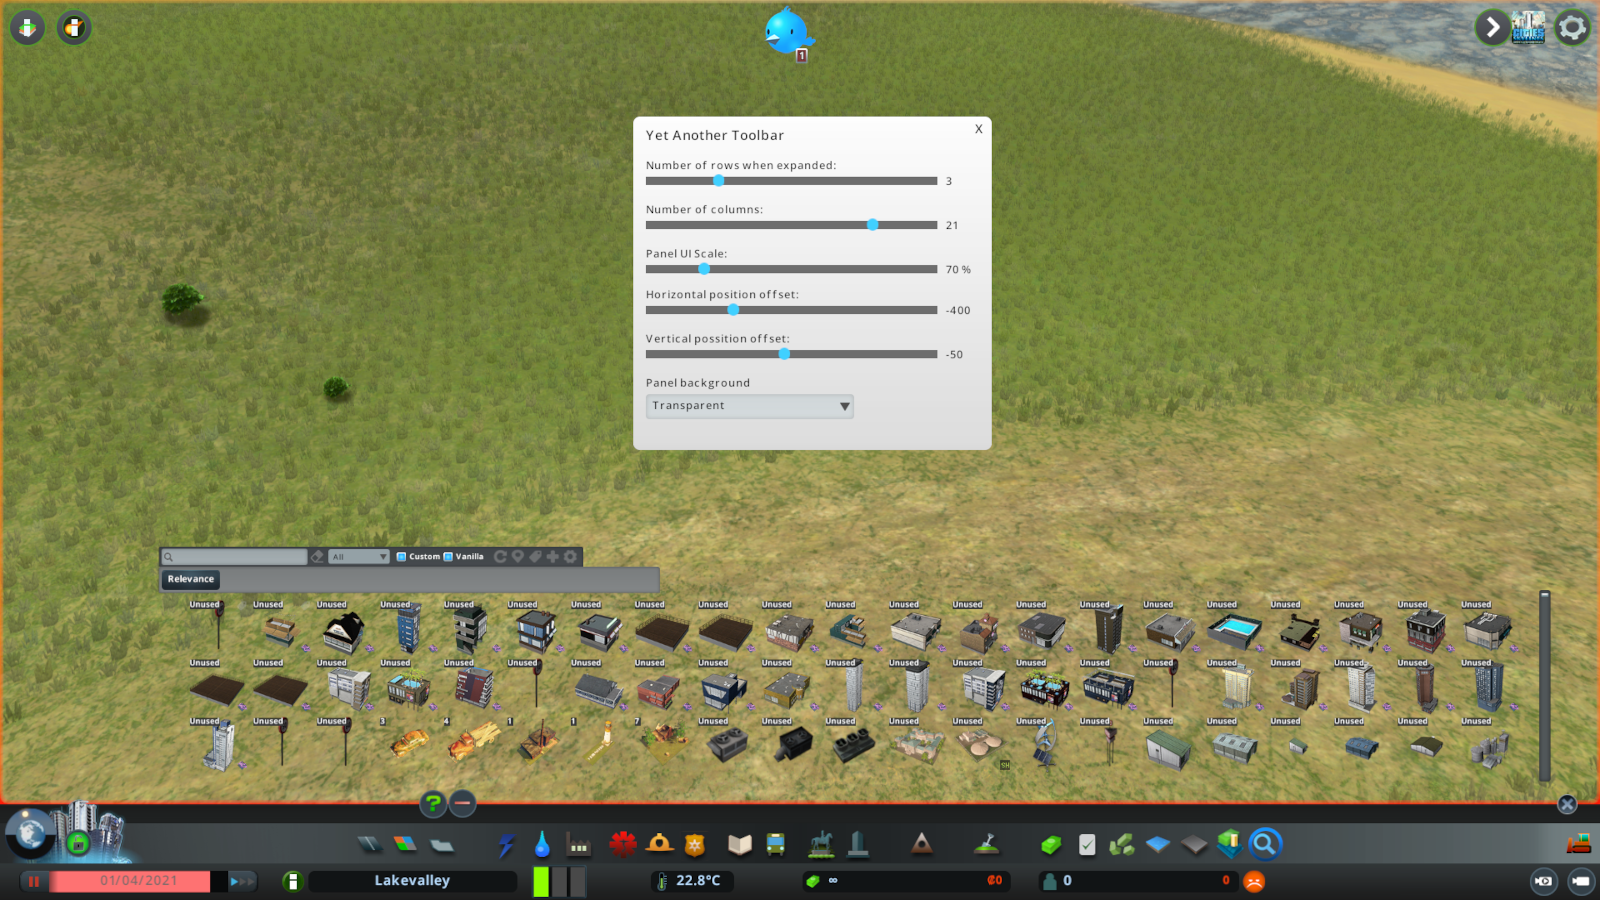 1
CITIES
Yet Another Toolbar
X
Number of rows when expanded:
3
Number of columns:
21
Panel UI Scale:
70 %
Horizontal position offset:
-400
Vertical possition offset:
-50
Panel background
Transparent
All
Custom
Vanilla
Relevance
Unused Unused Unused Unused Unused Unused Unused Unused Unused Unused Unused Unused Unused Unused Unused Unused Unused Unused Unused Unused Unused
Unused Unused Unused Unused Unused Unused Unused Unused Unused Unused Unused Unused Unused Unused Unused Unused Unused Unused Unused Unused Unused
Unused Unused Unused 3 4 1 1 7 Unused Unused Unused Unused Unused Unused Unused Unused Unused Unused Unused Unused Unused
SH
?
01/04/2021
Lakevalley
22.8°C
∞
₡0
0
0